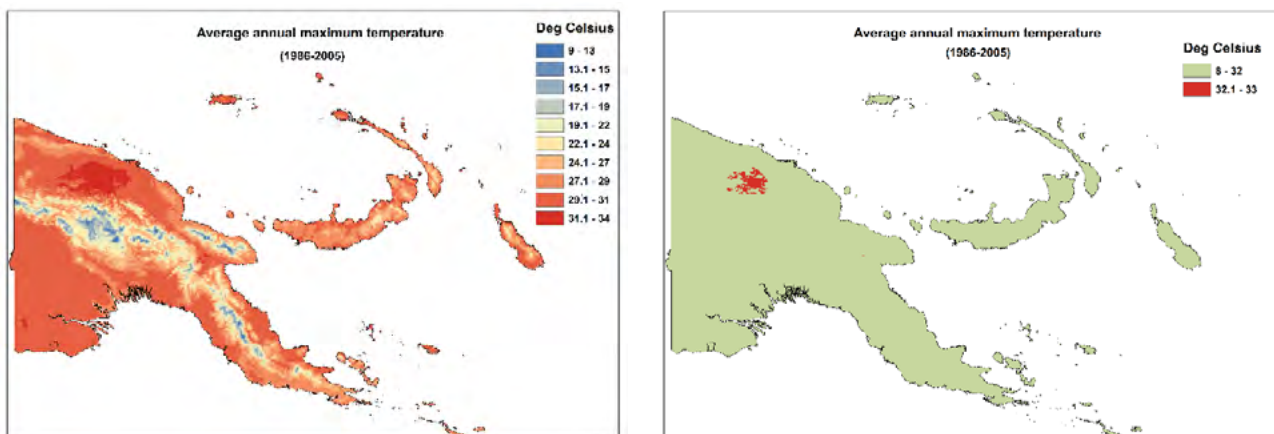 Average annual maximum temperature
(1986-2005)
Deg Celsius
9 - 13
13.1 - 15
15.1 - 17
17.1 - 19
19.1 - 22
22.1 - 24
24.1 - 27
27.1 - 29
29.1 - 31
31.1 - 34
Average annual maximum temperature
(1986-2005)
Deg Celsius
8 - 32
32.1 - 33